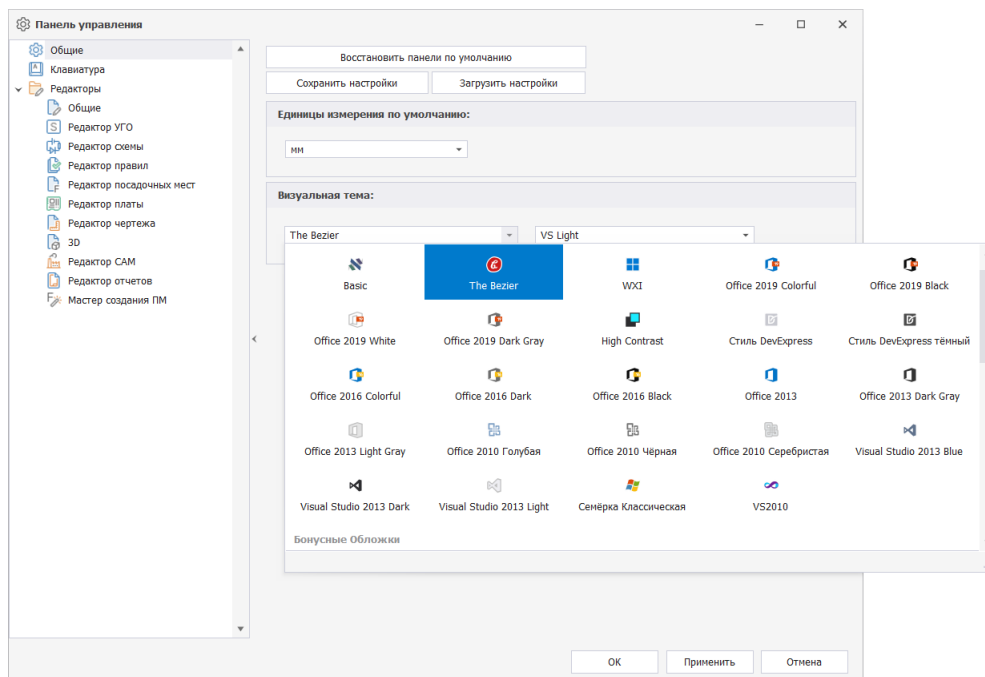 Панель управления
Общие
Клавиатура
Редакторы
Общие
Редактор УГО
Редактор схемы
Редактор правил
Редактор посадочных мест
Редактор платы
Редактор чертежа
3D
Редактор CAM
Редактор отчетов
Мастер создания ПМ
Восстановить панели по умолчанию
Сохранить настройки Загрузить настройки
Единицы измерения по умолчанию:
мм
Визуальная тема:
The Bezier VS Light
Basic The Bezier WXI Office 2019 Colorful Office 2019 Black
Office 2019 White Office 2019 Dark Gray High Contrast Стиль DevExpress Стиль DevExpress тёмный
Office 2016 Colorful Office 2016 Dark Office 2016 Black Office 2013 Office 2013 Dark Gray
Office 2013 Light Gray Office 2010 Голубая Office 2010 Чёрная Office 2010 Серебристая Visual Studio 2013 Blue
Visual Studio 2013 Dark Visual Studio 2013 Light Семёрка Классическая VS2010
Бонусные Обложки
ОК Применить Отмена